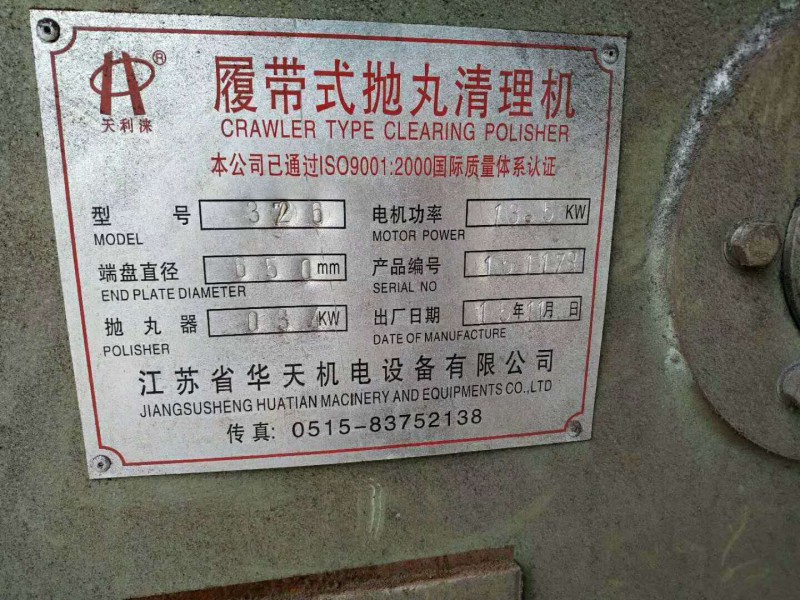 天利涞 ®
履带式抛丸清理机
CRAWLER TYPE CLEARING POLISHER
本公司已通过ISO9001:2000国际质量体系认证
型 号 326 电机功率 KW
MODEL MOTOR POWER
端盘直径 mm 产品编号
END PLATE DIAMETER SERIAL NO
抛丸器 KW 出厂日期 15年11月 日
POLISHER DATE OF MANUFACTURE
江苏省华天机电设备有限公司
JIANGSUSHENG HUATIAN MACINERY AND EQUIPMENTS CO.,LTD
传真: 0515-83752138